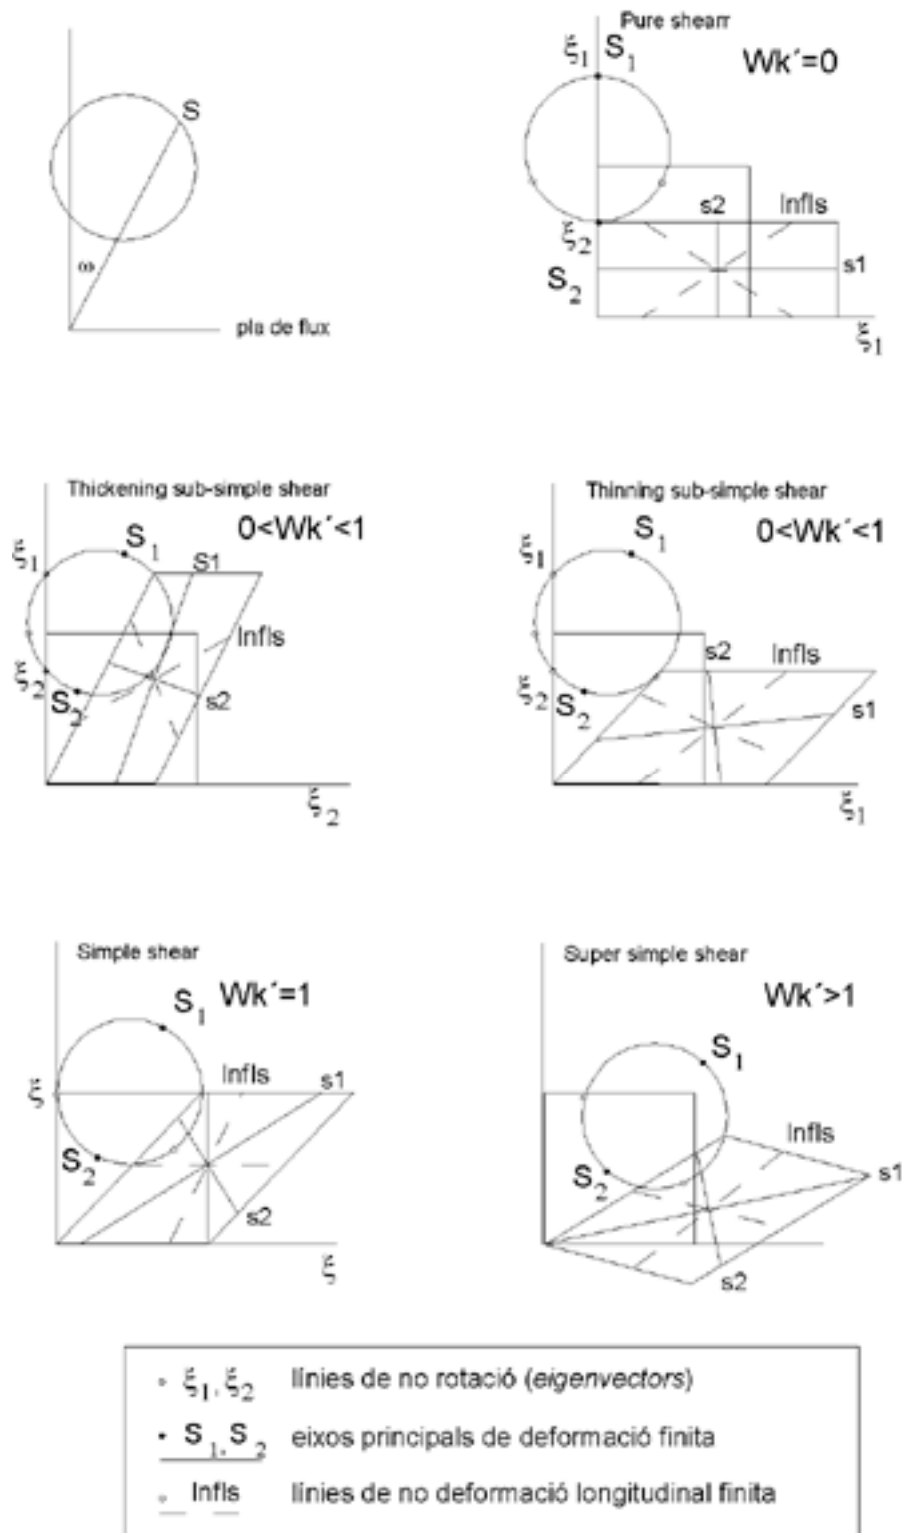 S
ω
pla de flux
Pure shearr
ξ1 S1
Wk´=0
s2 Infls
ξ2
S2 s1
ξ1
Thickening sub-simple shear
0<Wk´<1
S1
ξ1 S1
Infls
ξ2 S2 s2
ξ2
Thinning sub-simple shear
0<Wk´<1
S1
ξ1
s2 Infls
ξ2 S2 s1
ξ1
Simple shear
Wk´=1
S1
Infls s1
ξ
S2
s2
ξ
Super simple shear
Wk´>1
S1
Infls
S2 s1
s2
ξ1, ξ2 línies de no rotació (eigenvectors)
S1, S2 eixos principals de deformació finita
Infls línies de no deformació longitudinal finita